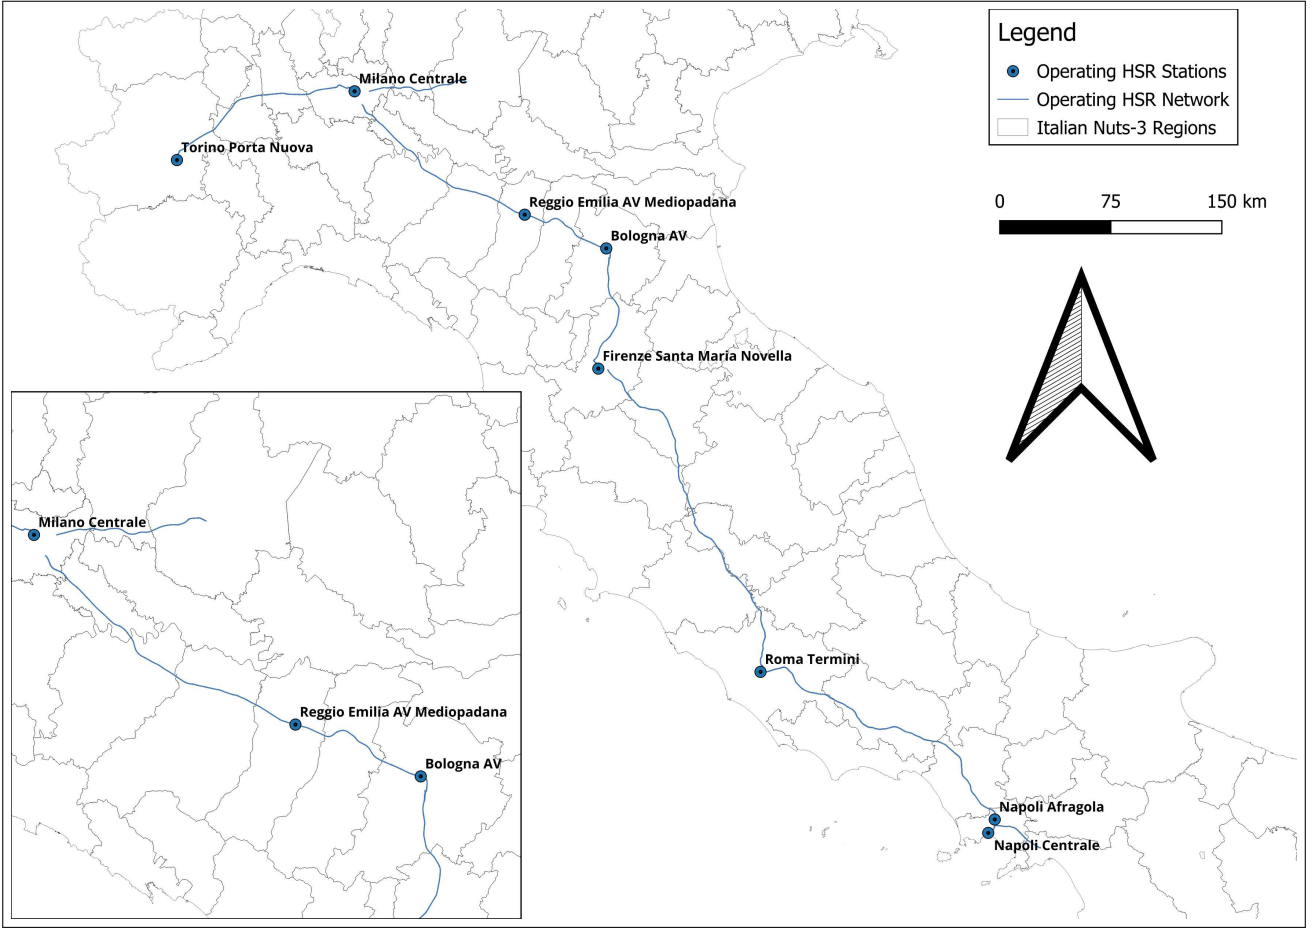 Legend
Operating HSR Stations
Operating HSR Network
Italian Nuts-3 Regions
0 75 150 km
Milano Centrale
Torino Porta Nuova
Reggio Emilia AV Mediopadana
Bologna AV
Firenze Santa Maria Novella
Roma Termini
Napoli Afragola
Napoli Centrale
Milano Centrale
Reggio Emilia AV Mediopadana
Bologna AV